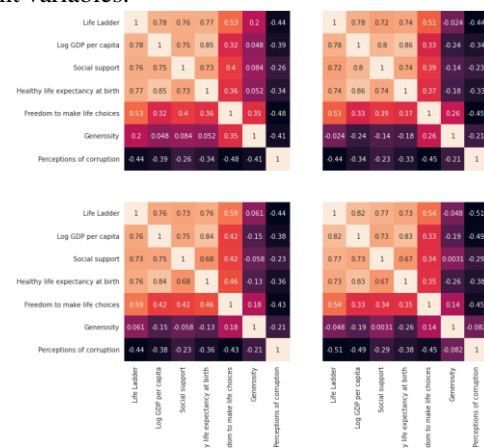 nt variables.
Life Ladder 1 0.78 0.76 0.77 0.53 0.2 -0.44 1 0.78 0.72 0.74 0.51 -0.024 -0.44
Log GDP per capita 0.78 1 0.75 0.85 0.32 0.048 -0.39 0.78 1 0.8 0.86 0.33 -0.24 -0.34
Social support 0.76 0.75 1 0.73 0.4 0.084 -0.26 0.72 0.8 1 0.74 0.39 -0.14 -0.23
Healthy life expectancy at birth 0.77 0.85 0.73 1 0.36 0.052 -0.34 0.74 0.86 0.74 1 0.37 -0.18 -0.33
Freedom to make life choices 0.53 0.32 0.4 0.36 1 0.35 -0.48 0.51 0.33 0.39 0.37 1 0.26 -0.45
Generosity 0.2 0.048 0.084 0.052 0.35 1 -0.41 -0.024 -0.24 -0.14 -0.18 0.26 1 -0.21
Perceptions of corruption -0.44 -0.39 -0.26 -0.34 -0.48 -0.41 1 -0.44 -0.34 -0.23 -0.33 -0.45 -0.21 1
Life Ladder 1 0.76 0.73 0.76 0.59 0.061 -0.44 1 0.82 0.77 0.73 0.54 -0.048 -0.51
Log GDP per capita 0.76 1 0.75 0.84 0.42 -0.15 -0.38 0.82 1 0.73 0.83 0.33 -0.19 -0.49
Social support 0.73 0.75 1 0.68 0.42 -0.058 -0.23 0.77 0.73 1 0.67 0.34 0.0031 -0.29
Healthy life expectancy at birth 0.76 0.84 0.68 1 0.46 -0.13 -0.36 0.73 0.83 0.67 1 0.35 -0.26 -0.38
Freedom to make life choices 0.59 0.42 0.42 0.46 1 0.18 -0.43 0.54 0.33 0.34 0.35 1 0.14 -0.45
Generosity 0.061 -0.15 -0.058 -0.13 0.18 1 -0.21 -0.048 -0.19 0.0031 -0.26 0.14 1 -0.082
Perceptions of corruption -0.44 -0.38 -0.23 -0.36 -0.43 -0.21 1 -0.51 -0.49 -0.29 -0.38 -0.45 -0.082 1
Life Ladder
Log GDP per capita
Social support
life expectancy at birth
to make life choices
Generosity
Perceptions of corruption
Life Ladder
Log GDP per capita
Social support
life expectancy at birth
to make life choices
Generosity
Perceptions of corruption